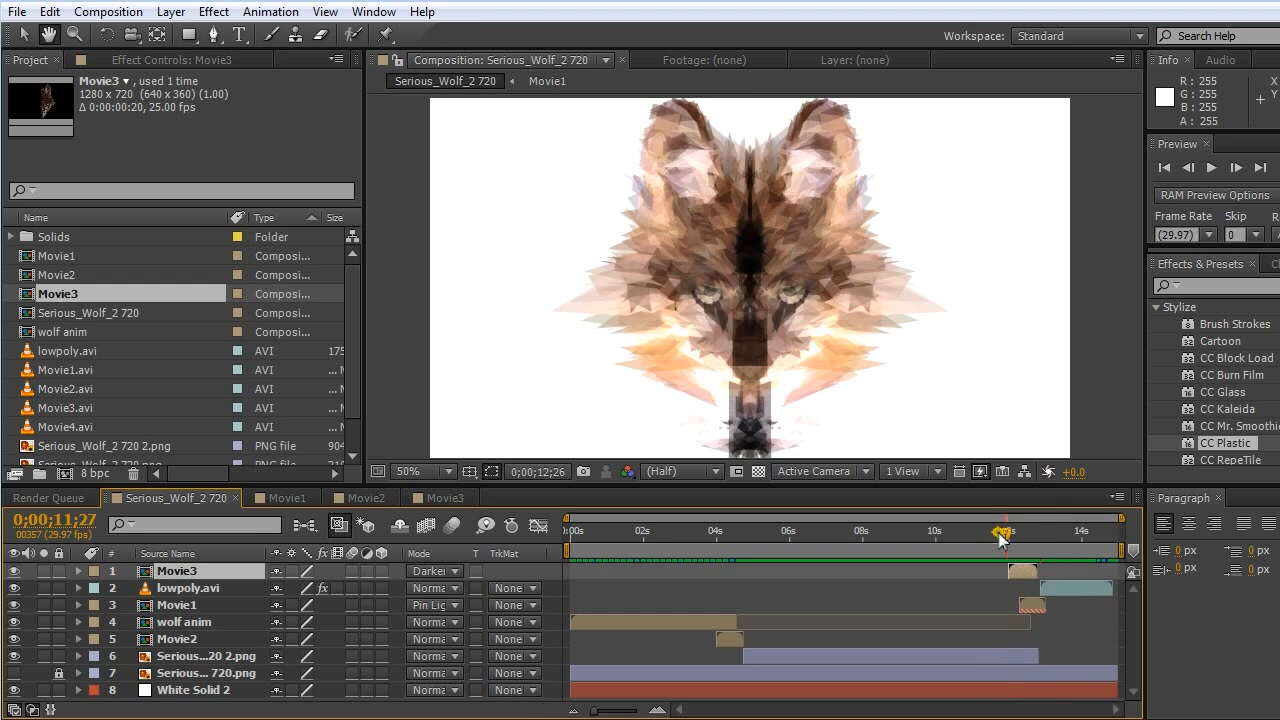 File Edit Composition Layer Effect Animation View Window Help
Workspace: Standard Search Help
Project Effect Controls: Movie3 Composition: Serious_Wolf_2 720 Footage: (none) Layer: (none) Info Audio
Movie3 , used 1 time
1280 x 720 (640 x 360) (1.00)
Δ 0:00:00:20, 25.00 fps
Serious_Wolf_2 720 Movie1
R : 255
G : 255
B : 255
A : 255
X
Y
Preview
RAM Preview Options
Frame Rate Skip R
(29.97) 0
Name Type Size
Solids Folder
Movie1 Composi...
Movie2 Composi...
Movie3 Composi...
Serious_Wolf_2 720 Composi...
wolf anim Composi...
lowpoly.avi AVI 175
Movie1.avi AVI ... M
Movie2.avi AVI ... M
Movie3.avi AVI ... M
Movie4.avi AVI ... M
Serious_Wolf_2 720 2.png PNG file 904
Serious_Wolf_2 720.png PNG file
8 bpc
Effects & Presets
Stylize
Brush Strokes
Cartoon
CC Block Load
CC Burn Film
CC Glass
CC Kaleida
CC Mr. Smoothie
CC Plastic
CC RepeTile
50% 0;00;12;26 (Half) Active Camera 1 View +0.0
Render Queue Serious_Wolf_2 720 Movie1 Movie2 Movie3 Paragraph
0;00;11;27
00357 (29.97 fps)
:00s 02s 04s 06s 08s 10s 14s
# Source Name fx Mode T TrkMat
1 Movie3 Darke
2 lowpoly.avi fx Norma None
3 Movie1 Pin Lig None
4 wolf anim Norma None
5 Movie2 Norma None
6 Serious...20 2.png Norma None
7 Serious... 720.png Norma None
8 White Solid 2 Norma None
0 px 0 px
0 px 0 px